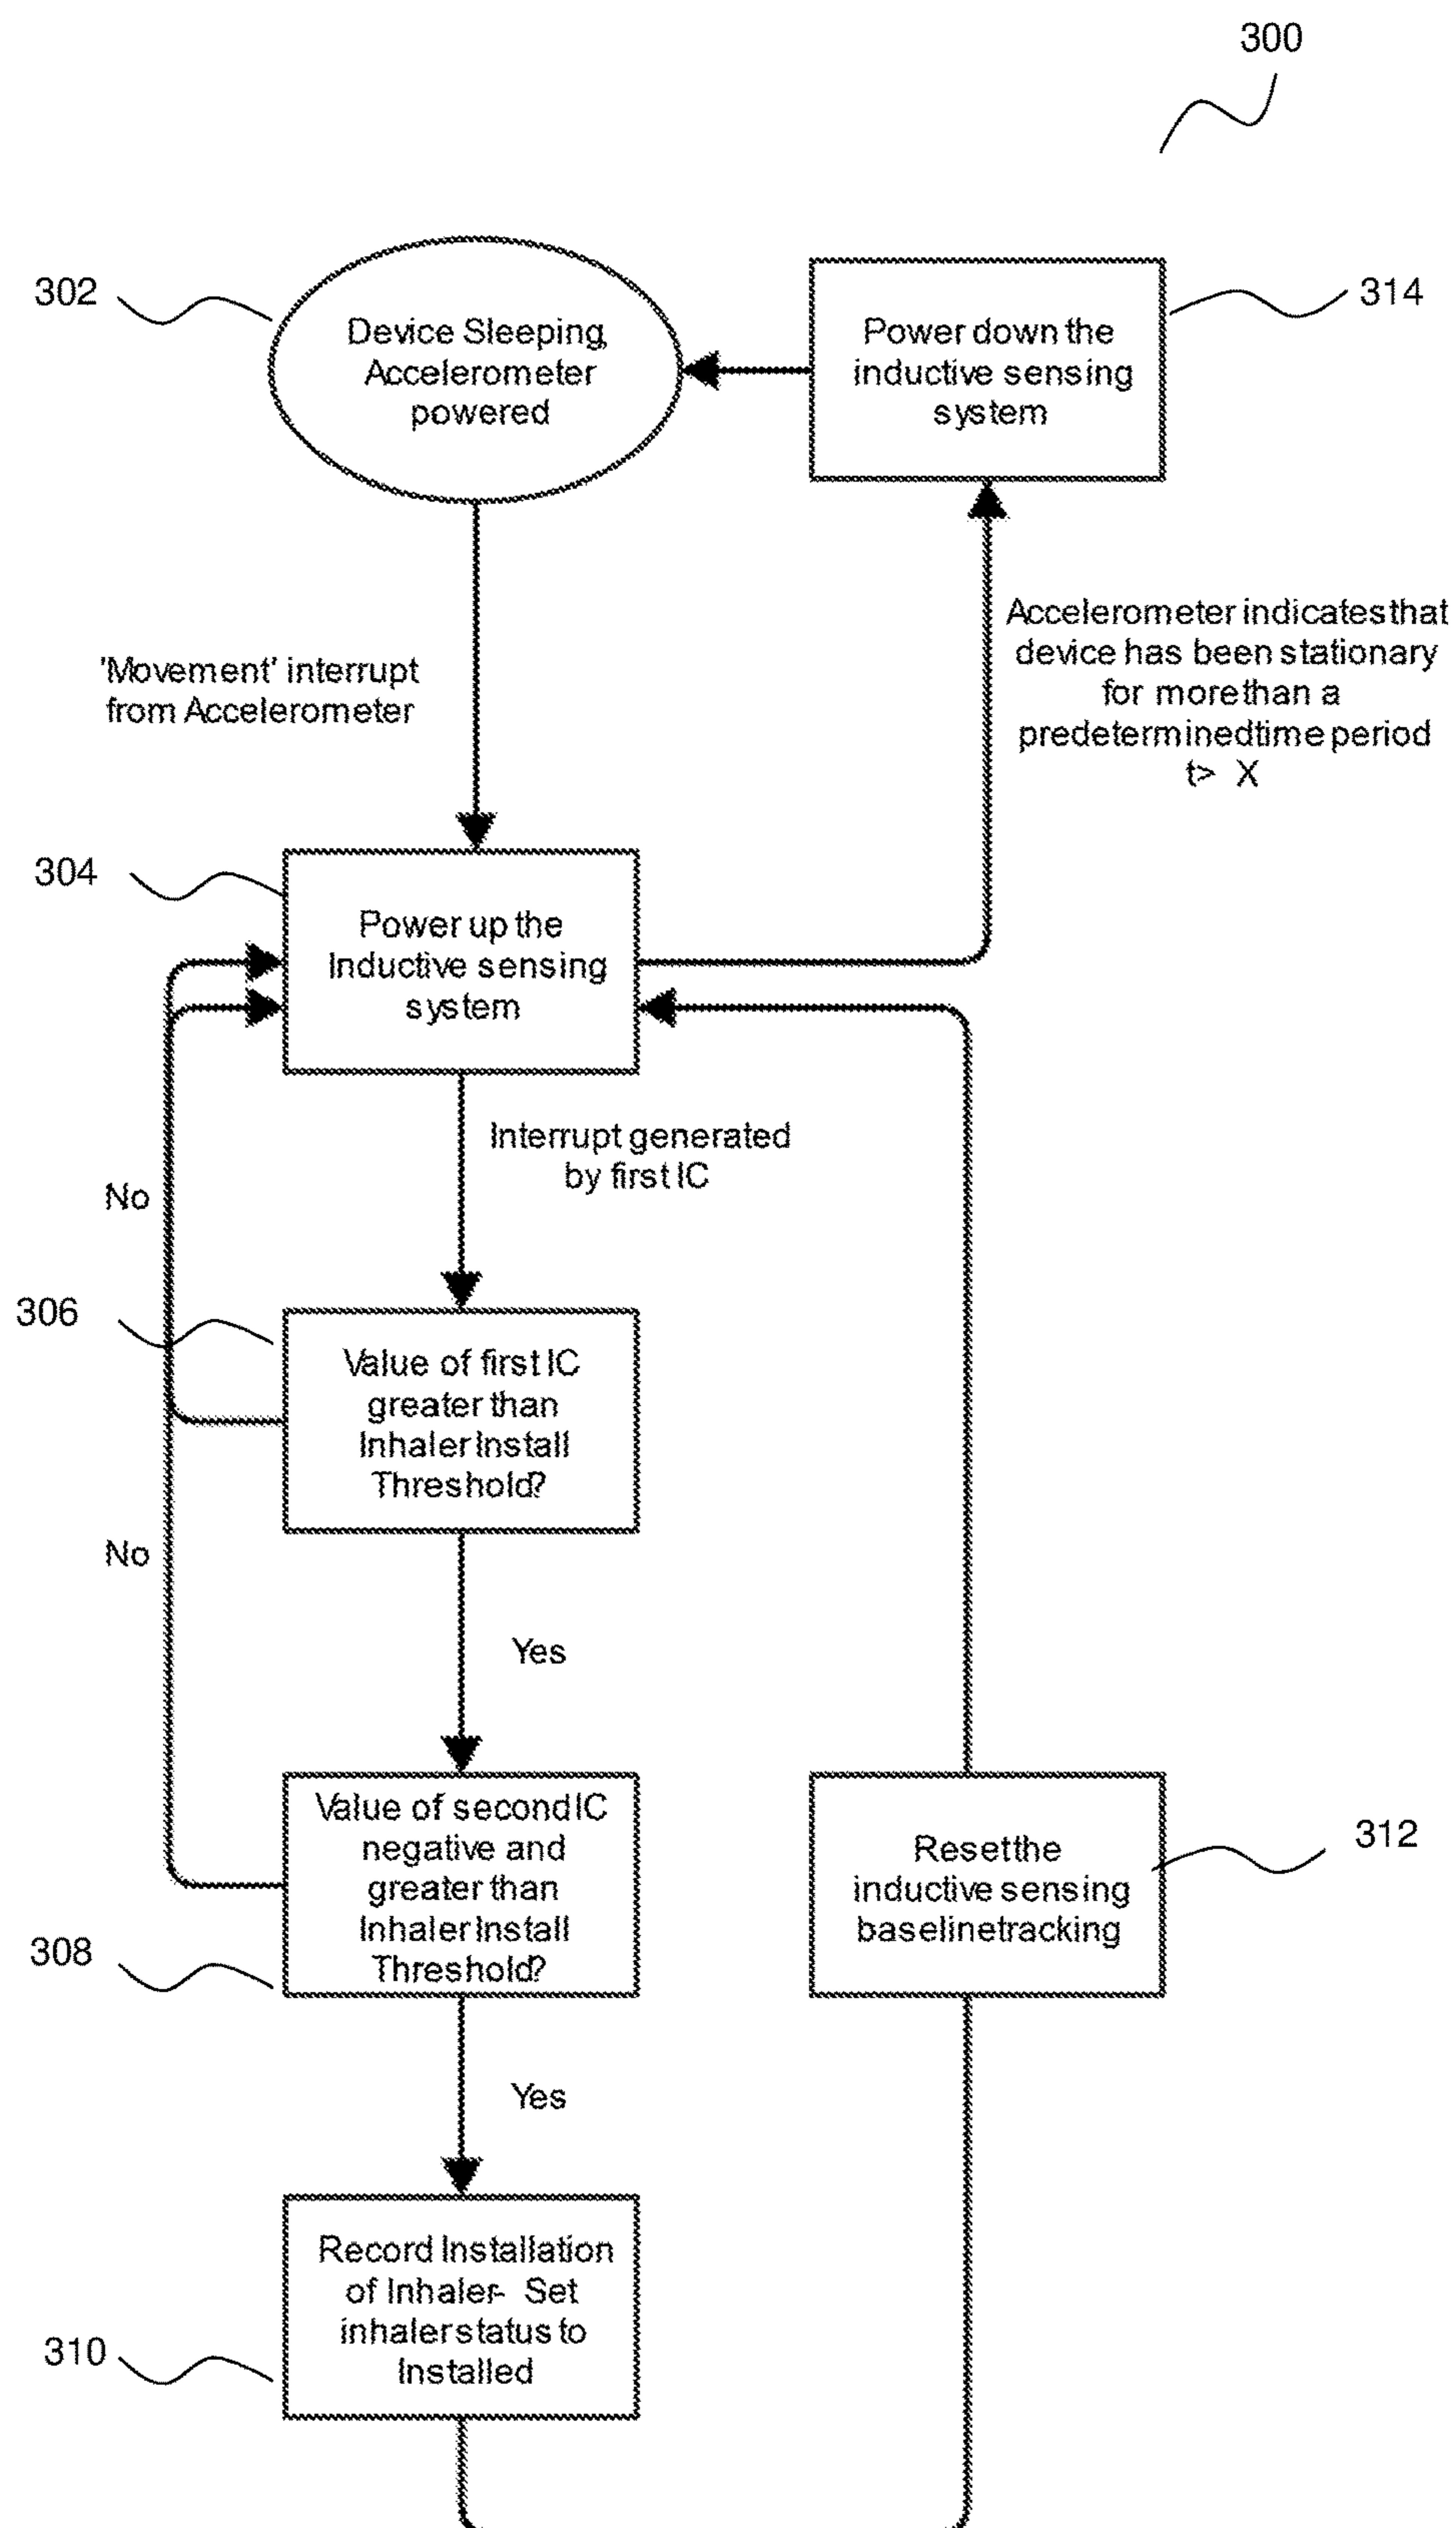 300
302
Device Sleeping,
Accelerometer
powered
Power down the
inductive sensing
system
314
'Movement' interrupt
from Accelerometer
Accelerometer indicates that
device has been stationary
for more than a
predetermined time period
t> X
304
Power up the
Inductive sensing
system
Interrupt generated
by first IC
No
306
Value of first IC
greater than
Inhaler Install
Threshold?
No
Yes
308
Value of second IC
negative and
greater than
Inhaler Install
Threshold?
Reset the
inductive sensing
baseline tracking
312
Yes
310
Record Installation
of Inhaler- Set
inhaler status to
Installed